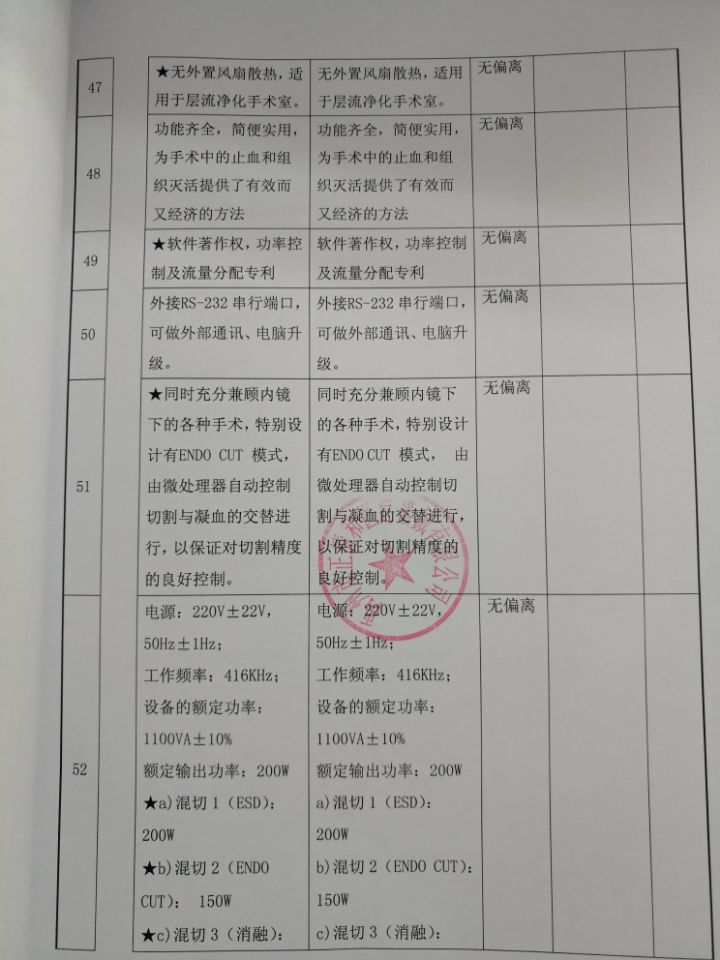 47
★无外置风扇散热，适
用于层流净化手术室。
无外置风扇散热，适用
于层流净化手术室。
无偏离
48
功能齐全，简便实用，
为手术中的止血和组
织灭活提供了有效而
又经济的方法
功能齐全，简便实用，
为手术中的止血和组
织灭活提供了有效而
又经济的方法
无偏离
49
★软件著作权，功率控
制及流量分配专利
软件著作权，功率控制
及流量分配专利
无偏离
50
外接RS-232 串行端口，
可做外部通讯、电脑升
级。
外接RS-232 串行端口，
可做外部通讯、电脑升
级。
无偏离
51
★同时充分兼顾内镜
下的各种手术，特别设
计有ENDO CUT 模式，
由微处理器自动控制
切割与凝血的交替进
行，以保证对切割精度
的良好控制。
同时充分兼顾内镜下
的各种手术，特别设计
有ENDO CUT 模式， 由
微处理器自动控制切
割与凝血的交替进行，
以保证对切割精度的
良好控制。
无偏离
52
电源：220V±22V，
50Hz±1Hz；
工作频率：416KHz；
设备的额定功率：
1100VA±10%
额定输出功率：200W
★a)混切 1（ESD）：
200W
★b)混切 2（ENDO
CUT）： 150W
★c)混切 3（消融）：
电源：220V±22V，
50Hz±1Hz；
工作频率：416KHz；
设备的额定功率：
1100VA±10%
额定输出功率：200W
a)混切 1（ESD）：
200W
b)混切 2（ENDO CUT）：
150W
c)混切 3（消融）：
无偏离